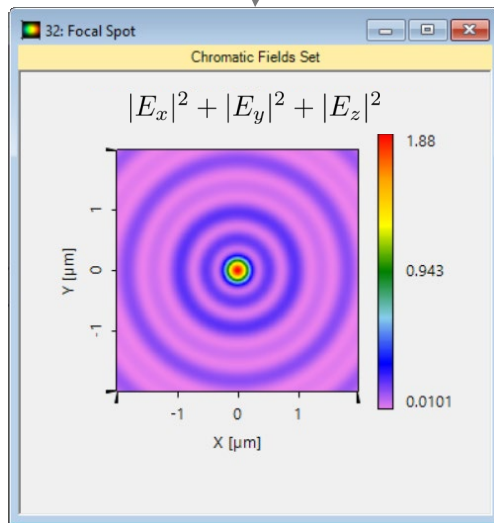 32: Focal Spot
Chromatic Fields Set
|E_x|^2 + |E_y|^2 + |E_z|^2
1.88
0.943
0.0101
Y [µm]
1
0
-1
-1 0 1
X [µm]